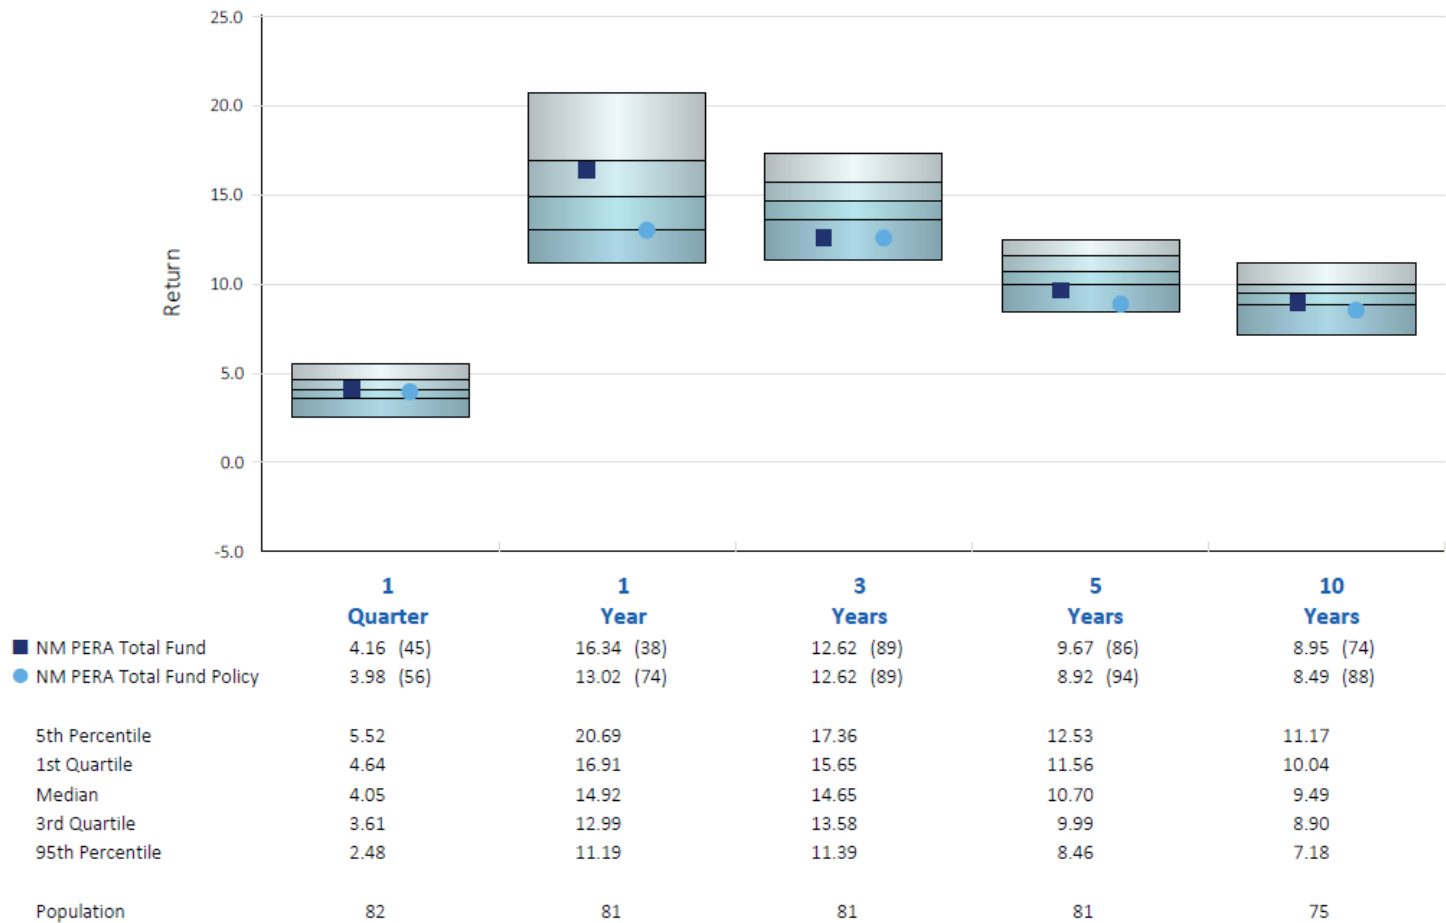 25.0
20.0
15.0
10.0
5.0
0.0
-5.0
Return
1 1 3 5 10
Quarter Year Years Years Years
NM PERA Total Fund 4.16 (45) 16.34 (38) 12.62 (89) 9.67 (86) 8.95 (74)
NM PERA Total Fund Policy 3.98 (56) 13.02 (74) 12.62 (89) 8.92 (94) 8.49 (88)
5th Percentile 5.52 20.69 17.36 12.53 11.17
1st Quartile 4.64 16.91 15.65 11.56 10.04
Median 4.05 14.92 14.65 10.70 9.49
3rd Quartile 3.61 12.99 13.58 9.99 8.90
95th Percentile 2.48 11.19 11.39 8.46 7.18
Population 82 81 81 81 75